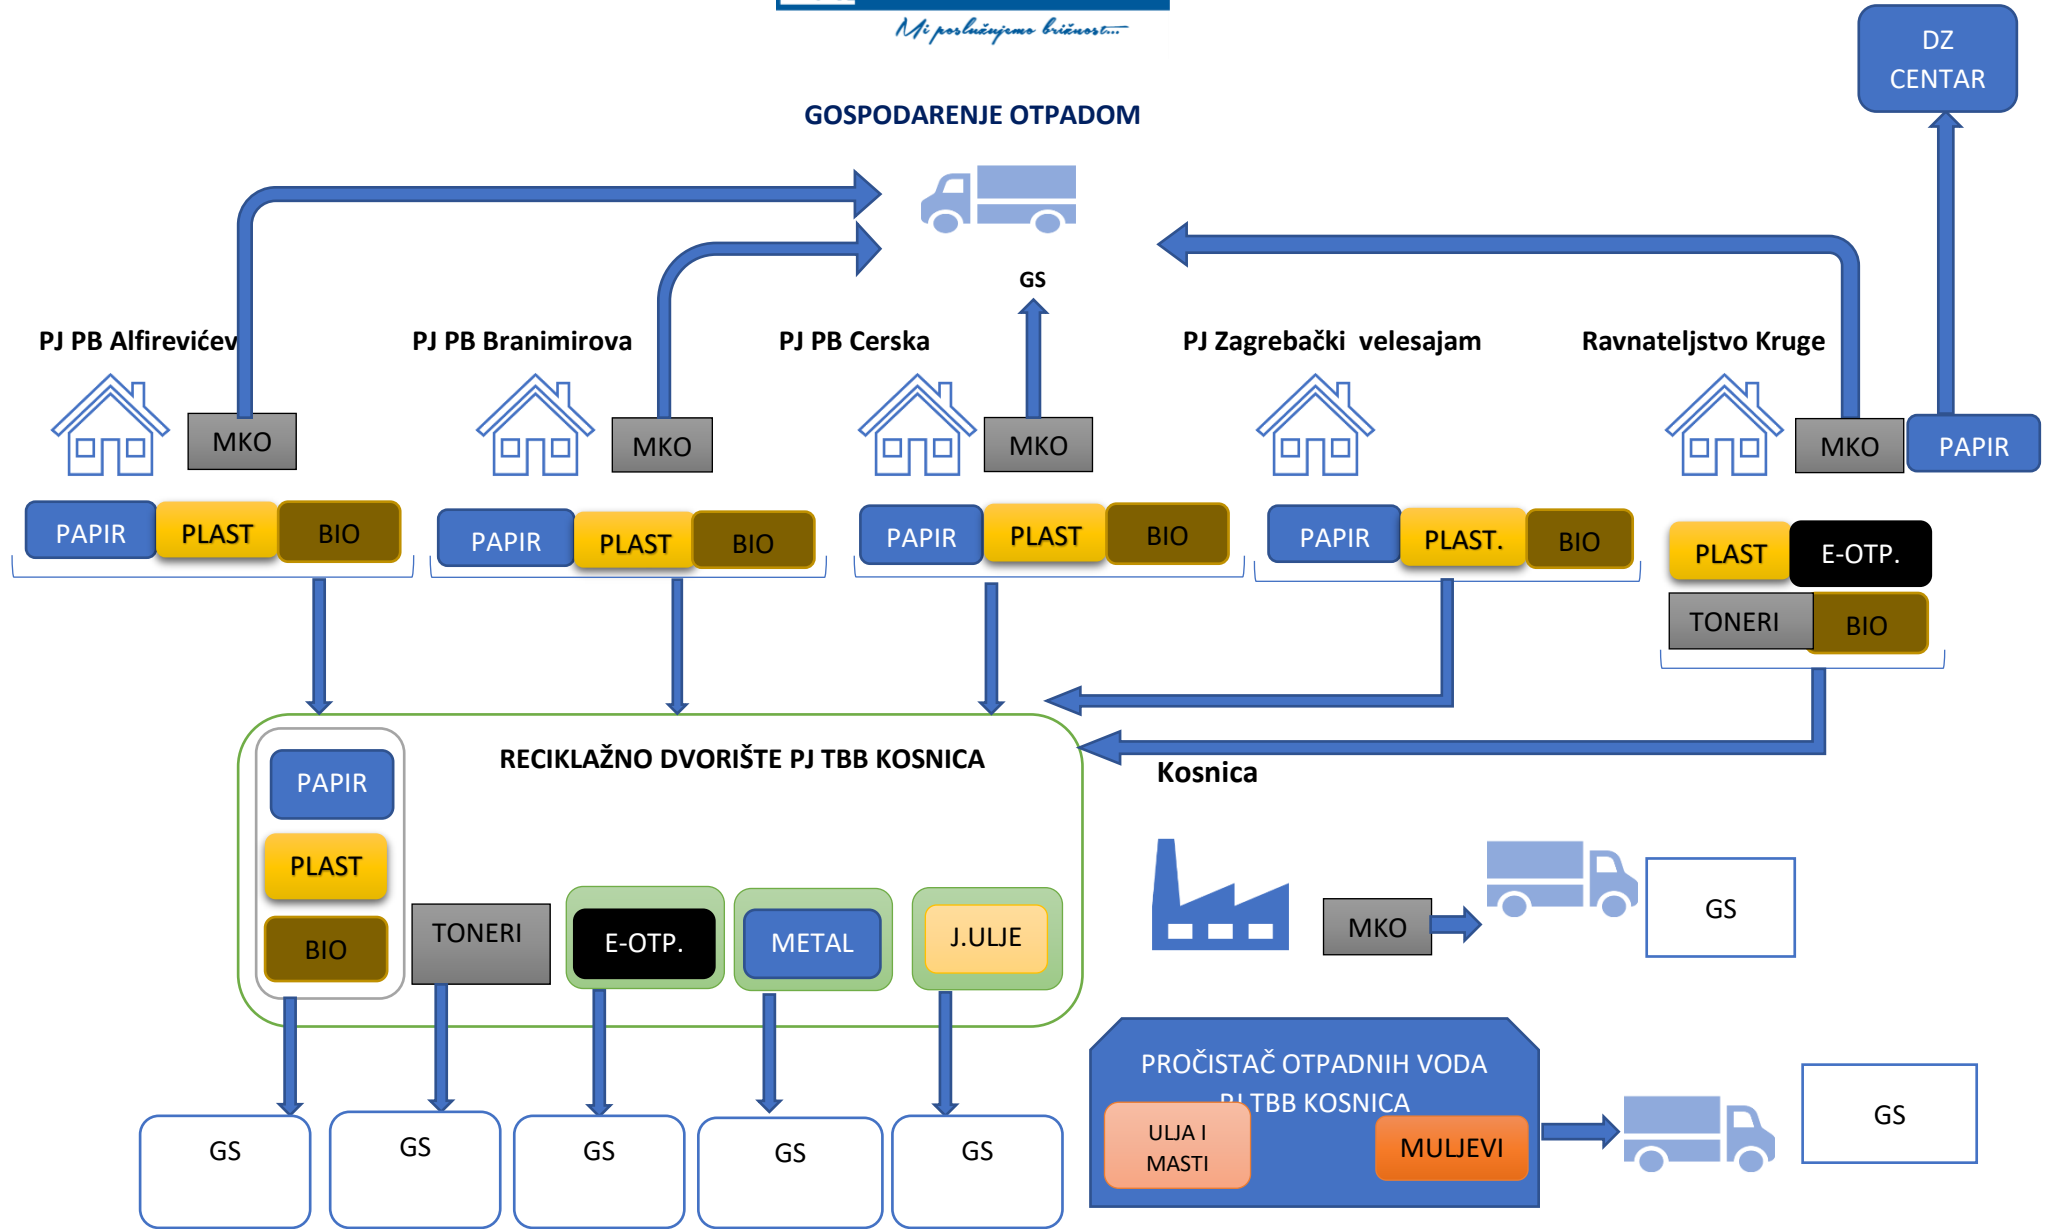 Mi poslužujemo brižnost...
DZ
CENTAR
GOSPODARENJE OTPADOM
GS
PJ PB Alfirevićev
PJ PB Branimirova
PJ PB Cerska
PJ Zagrebački velesajam
Ravnateljstvo Kruge
MKO
MKO
MKO
MKO
PAPIR
PAPIR
PLAST
BIO
PAPIR
PLAST
BIO
PAPIR
PLAST
BIO
PAPIR
PLAST.
BIO
PLAST
E-OTP.
TONERI
BIO
RECIKLAŽNO DVORIŠTE PJ TBB KOSNICA
PAPIR
PLAST
BIO
TONERI
E-OTP.
METAL
J.ULJE
Kosnica
MKO
GS
PROČISTAČ OTPADNIH VODA
PJ TBB KOSNICA
ULJA I
MASTI
MULJEVI
GS
GS
GS
GS
GS
GS